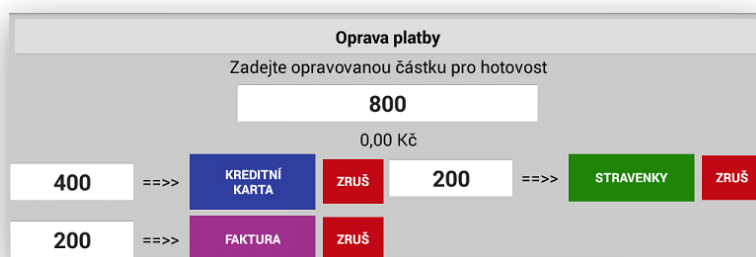 Oprava platby
Zadejte opravovanou částku pro hotovost
800
0,00 Kč
400 ==>> KREDITNÍ KARTA ZRUŠ 200 ==>> STRAVENKY ZRUŠ
200 ==>> FAKTURA ZRUŠ